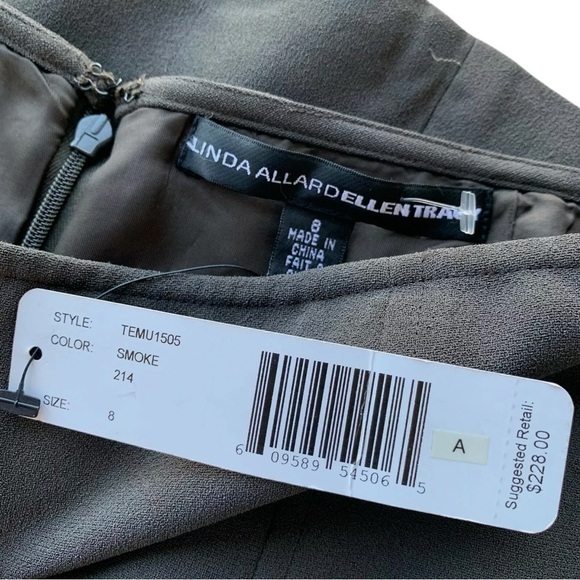 LINDA ALLARD ELLEN TRACY
8
MADE IN
CHINA
FAIT
STYLE: TEMU1505
COLOR: SMOKE
214
SIZE: 8
6 09589 54506 5
A
Suggested Retail:
$228.00